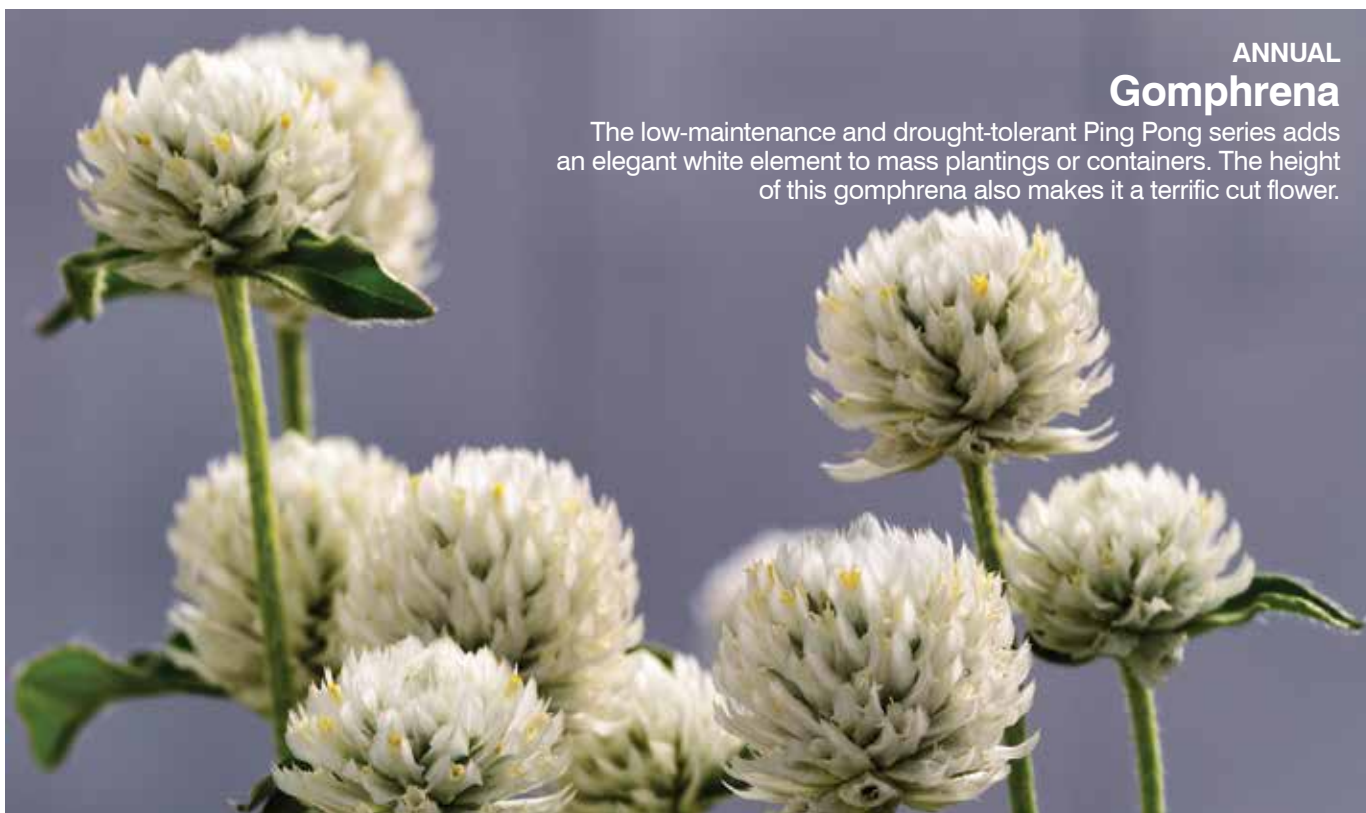 ANNUAL
Gomphrena
The low-maintenance and drought-tolerant Ping Pong series adds
an elegant white element to mass plantings or containers. The height
of this gomphrena also makes it a terrific cut flower.